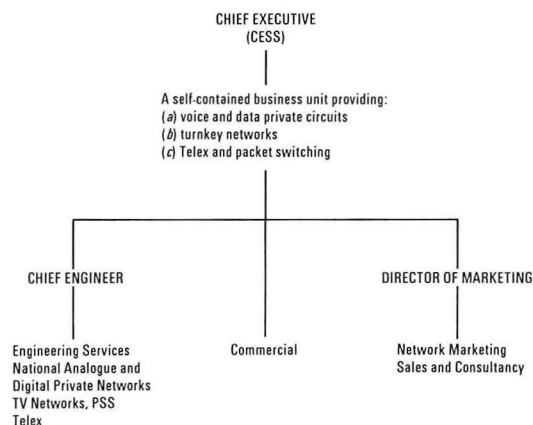 CHIEF EXECUTIVE
(CESS)
A self-contained business unit providing:
(a) voice and data private circuits
(b) turnkey networks
(c) Telex and packet switching
CHIEF ENGINEER
DIRECTOR OF MARKETING
Engineering Services
National Analogue and
Digital Private Networks
TV Networks, PSS
Telex
Commercial
Network Marketing
Sales and Consultancy